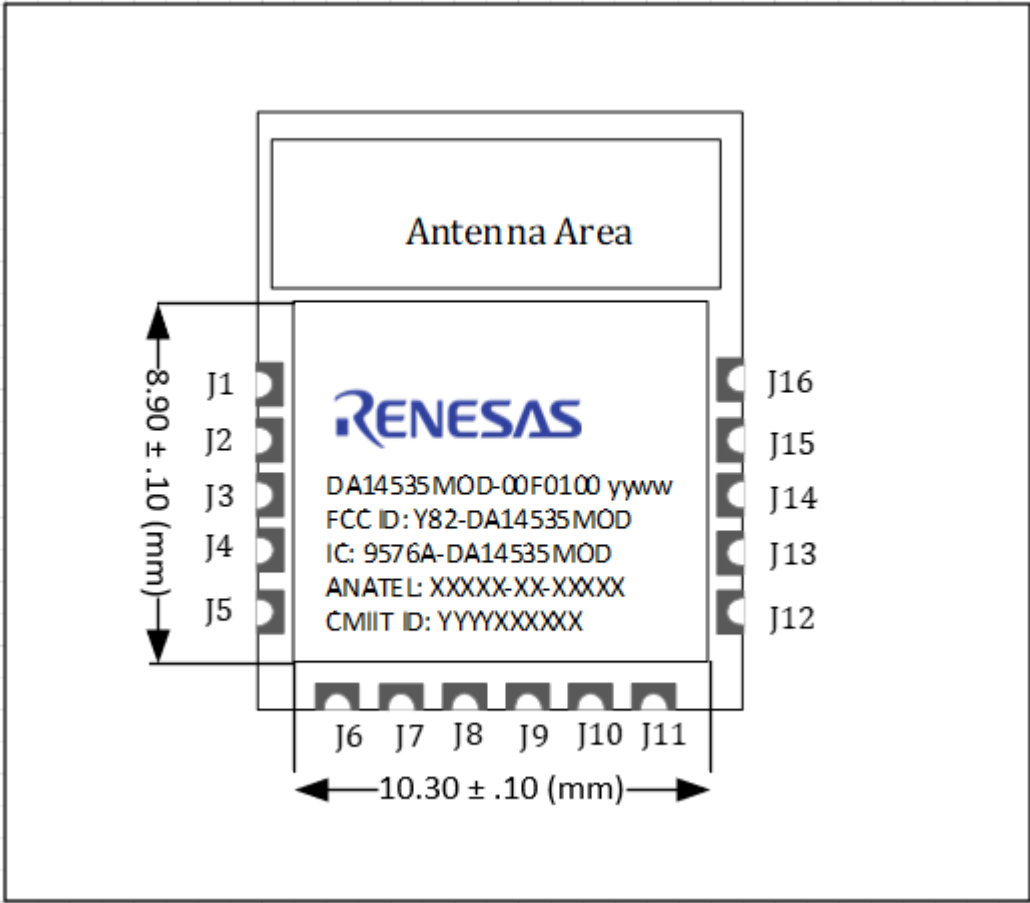 Antenna Area
8.90 ± .10 (mm)
J1
J2
J3
J4
J5
RENESAS
DA14535MOD-00F0100 yyww
FCC ID: Y82-DA14535MOD
IC: 9576A-DA14535MOD
ANATEL: XXXXX-XX-XXXXX
CMIIT ID: YYYYXXXXXX
J16
J15
J14
J13
J12
J6 J7 J8 J9 J10 J11
10.30 ± .10 (mm)